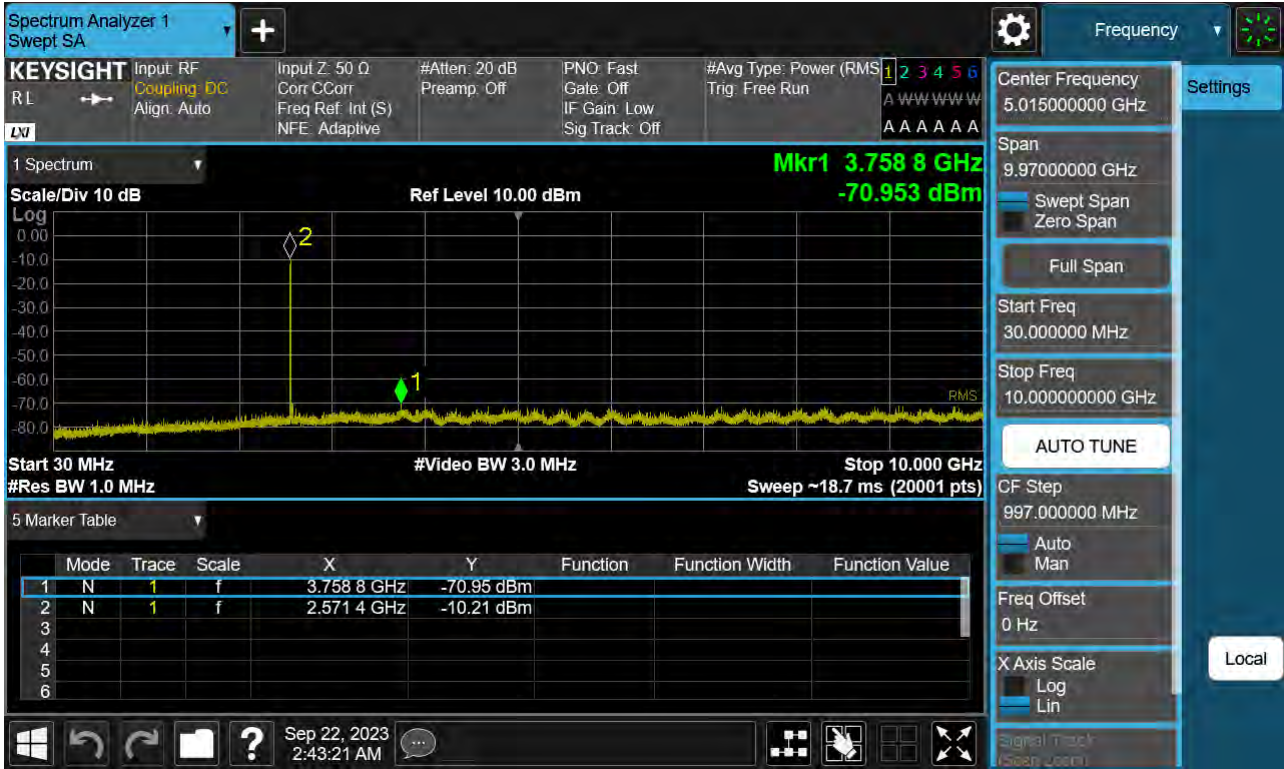 Spectrum Analyzer 1
Swept SA
+
Frequency
KEYSIGHT
RL
LXI
Input: RF
Coupling: DC
Align: Auto
Input Z: 50 Ω
Corr CCorr
Freq Ref: Int (S)
NFE: Adaptive
#Atten: 20 dB
Preamp: Off
PNO: Fast
Gate: Off
IF Gain: Low
Sig Track: Off
#Avg Type: Power (RMS
Trig: Free Run
1 2 3 4 5 6
A W W W W W
A A A A A A
1 Spectrum
Mkr1 3.758 8 GHz
-70.953 dBm
Scale/Div 10 dB
Ref Level 10.00 dBm
Log
0.00
-10.0
-20.0
-30.0
-40.0
-50.0
-60.0
-70.0
-80.0
2
1
RMS
Start 30 MHz
#Video BW 3.0 MHz
Stop 10.000 GHz
#Res BW 1.0 MHz
Sweep ~18.7 ms (20001 pts)
5 Marker Table
Mode Trace Scale X Y Function Function Width Function Value
1 N 1 f 3.758 8 GHz -70.95 dBm
2 N 1 f 2.571 4 GHz -10.21 dBm
3
4
5
6
Center Frequency
5.015000000 GHz
Settings
Span
9.97000000 GHz
Swept Span
Zero Span
Full Span
Start Freq
30.000000 MHz
Stop Freq
10.000000000 GHz
AUTO TUNE
CF Step
997.000000 MHz
Auto
Man
Freq Offset
0 Hz
X Axis Scale
Log
Lin
Signal Track
(Span Zoom)
Local
?
Sep 22, 2023
2:43:21 AM